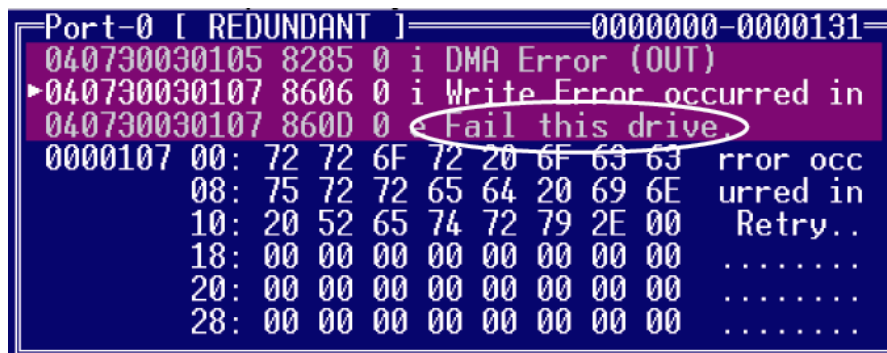 Port-0 [ REDUNDANT ] 0000000-0000131
040730030105 8285 0 i DMA Error (OUT)
►040730030107 8606 0 i Write Error occurred in
040730030107 860D 0 e Fail this drive.
0000107 00: 72 72 6F 72 20 6F 63 63 rror occ
08: 75 72 72 65 64 20 69 6E urred in
10: 20 52 65 74 72 79 2E 00 Retry..
18: 00 00 00 00 00 00 00 00 ........
20: 00 00 00 00 00 00 00 00 ........
28: 00 00 00 00 00 00 00 00 ........